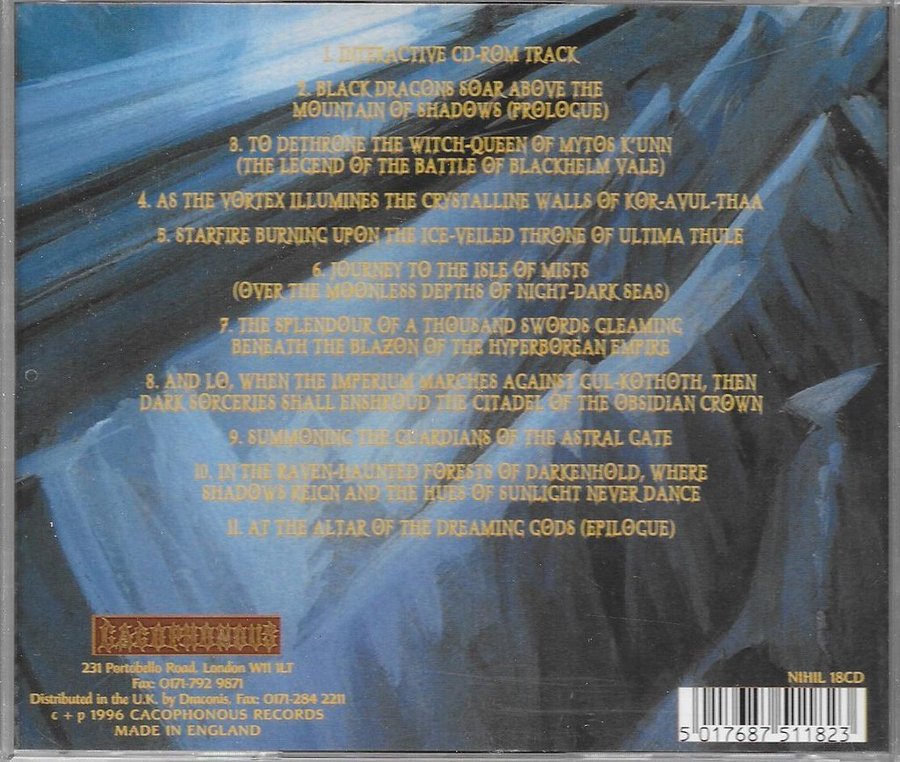 1. INTERACTIVE CD-ROM TRACK
2. BLACK DRAGONS SOAR ABOVE THE
MOUNTAIN OF SHADOWS (PROLOGUE)
3. TO DETHRONE THE WITCH-QUEEN OF MYTOS K'UNN
(THE LEGEND OF THE BATTLE OF BLACKHELM VALE)
4. AS THE VORTEX ILLUMINES THE CRYSTALLINE WALLS OF KOR-AVUL-THAA
5. STARFIRE BURNING UPON THE ICE-VEILED THRONE OF ULTIMA THULE
6. JOURNEY TO THE ISLE OF MISTS
(OVER THE MOONLESS DEPTHS OF NIGHT-DARK SEAS)
7. THE SPLENDOUR OF A THOUSAND SWORDS GLEAMING
BENEATH THE BLAZON OF THE HYPERBOREAN EMPIRE
8. AND LO, WHEN THE IMPERIUM MARCHES AGAINST GUL-KOTHOTH, THEN
DARK SORCERIES SHALL ENSHROUD THE CITADEL OF THE OBSIDIAN CROWN
9. SUMMONING THE GUARDIANS OF THE ASTRAL GATE
10. IN THE RAVEN-HAUNTED FORESTS OF DARKENHOLD, WHERE
SHADOWS REIGN AND THE HUES OF SUNLIGHT NEVER DANCE
11. AT THE ALTAR OF THE DREAMING GODS (EPILOGUE)
CACOPHONOUS
231 Portobello Road, London W11 1LT
Fax: 0171-792 9871
Distributed in the U.K. by Draconis, Fax: 0171-284 2211
c + p 1996 CACOPHONOUS RECORDS
MADE IN ENGLAND
NIHIL 18CD
5 017687 511823